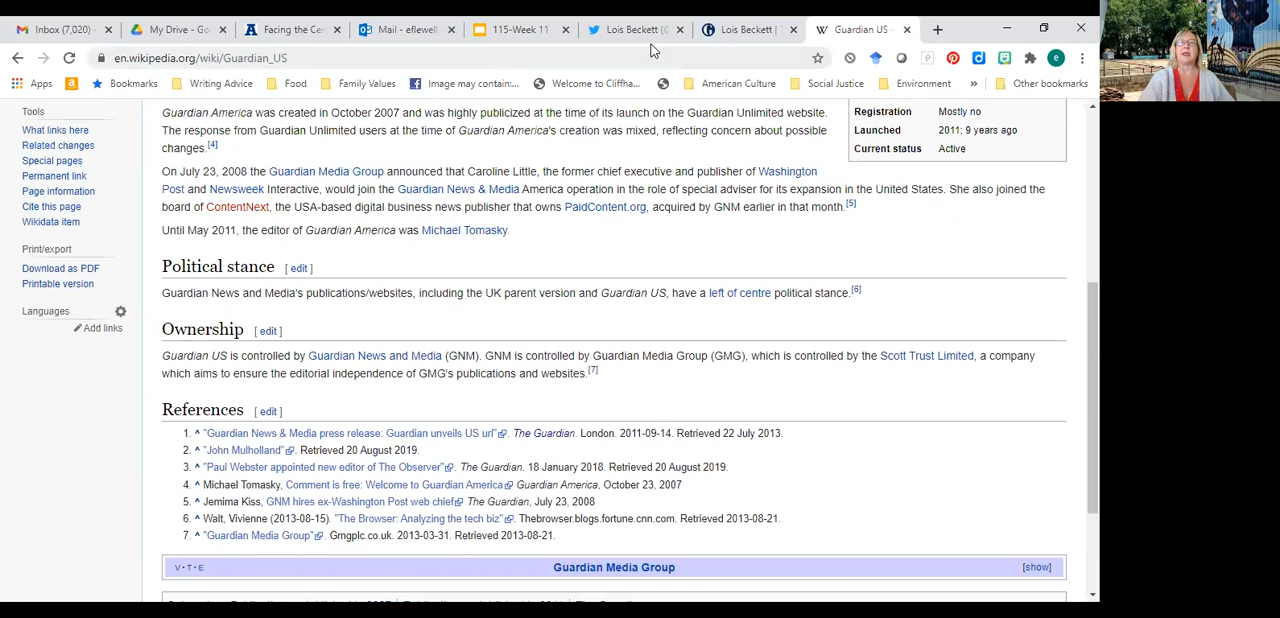 Inbox (7,020)
My Drive - Go
Facing the Cen
Mail - eflewell
115-Week 11
Lois Beckett (
Lois Beckett |
Guardian US -
en.wikipedia.org/wiki/Guardian_US
Apps
Bookmarks
Writing Advice
Food
Family Values
Image may contain...
Welcome to Cliffha...
American Culture
Social Justice
Environment
»
Other bookmarks
Tools
What links here
Related changes
Special pages
Permanent link
Page information
Cite this page
Wikidata item
Print/export
Download as PDF
Printable version
Languages
Add links
Guardian America was created in October 2007 and was highly publicized at the time of its launch on the Guardian Unlimited website.
The response from Guardian Unlimited users at the time of Guardian America's creation was mixed, reflecting concern about possible
changes.[4]
Registration Mostly no
Launched 2011; 9 years ago
Current status Active
On July 23, 2008 the Guardian Media Group announced that Caroline Little, the former chief executive and publisher of Washington
Post and Newsweek Interactive, would join the Guardian News & Media America operation in the role of special adviser for its expansion in the United States. She also joined the
board of ContentNext, the USA-based digital business news publisher that owns PaidContent.org, acquired by GNM earlier in that month.[5]
Until May 2011, the editor of Guardian America was Michael Tomasky.
Political stance [ edit ]
Guardian News and Media's publications/websites, including the UK parent version and Guardian US, have a left of centre political stance.[6]
Ownership [ edit ]
Guardian US is controlled by Guardian News and Media (GNM). GNM is controlled by Guardian Media Group (GMG), which is controlled by the Scott Trust Limited, a company
which aims to ensure the editorial independence of GMG's publications and websites.[7]
References [ edit ]
1. ^ "Guardian News & Media press release: Guardian unveils US url". The Guardian. London. 2011-09-14. Retrieved 22 July 2013.
2. ^ "John Mulholland". Retrieved 20 August 2019.
3. ^ "Paul Webster appointed new editor of The Observer". The Guardian. 18 January 2018. Retrieved 20 August 2019.
4. ^ Michael Tomasky, Comment is free: Welcome to Guardian America Guardian America, October 23, 2007
5. ^ Jemima Kiss, GNM hires ex-Washington Post web chief The Guardian, July 23, 2008
6. ^ Walt, Vivienne (2013-08-15). "The Browser: Analyzing the tech biz". Thebrowser.blogs.fortune.cnn.com. Retrieved 2013-08-21.
7. ^ "Guardian Media Group". Gmgplc.co.uk. 2013-03-31. Retrieved 2013-08-21.
V·T·E Guardian Media Group [show]